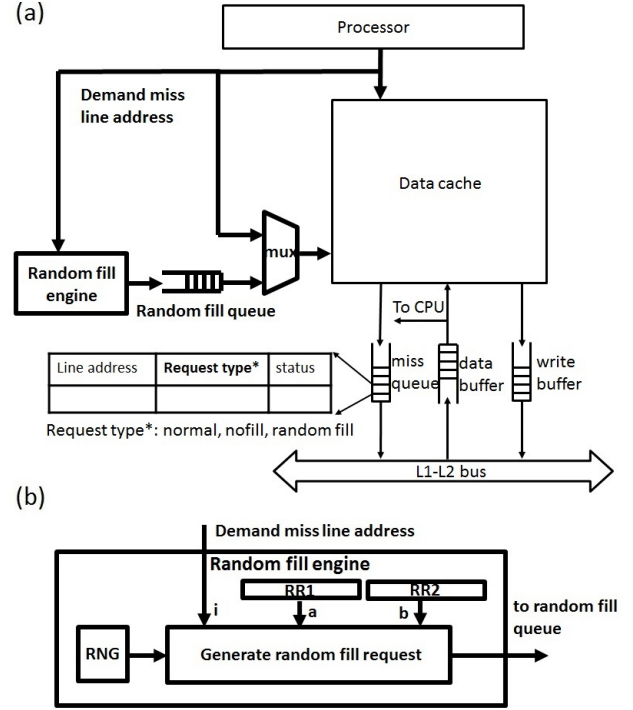 (a)
Processor
Demand miss
line address
Data cache
mux
Random fill
engine
Random fill queue
To CPU
miss
queue
data
buffer
write
buffer
Line address Request type* status
Request type*: normal, nofill, random fill
L1-L2 bus
(b)
Demand miss line address
Random fill engine
RR1 RR2
i a b
to random fill
queue
RNG Generate random fill request